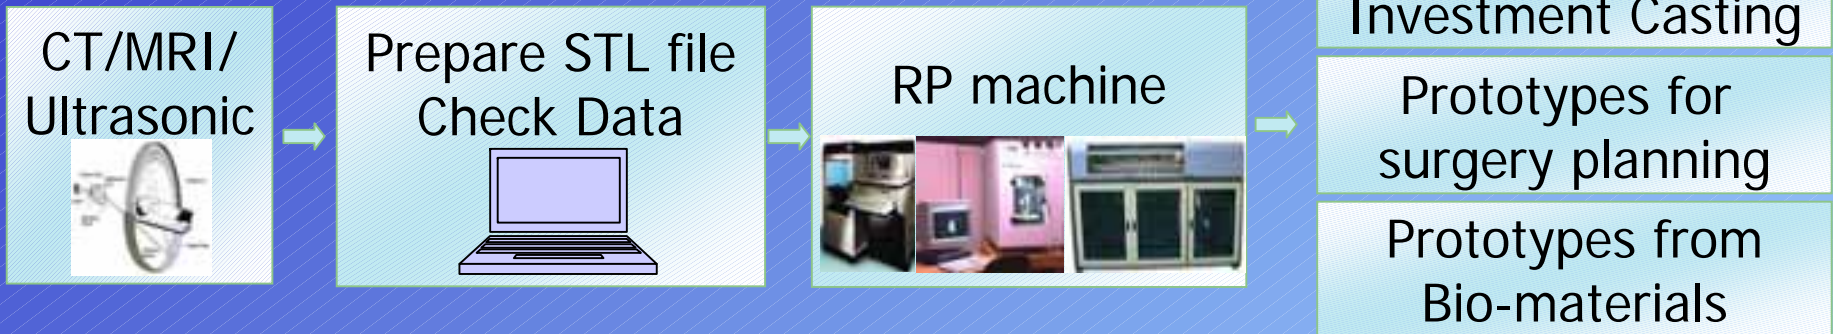 CT/MRI/
Ultrasonic
Prepare STL file
Check Data
RP machine
Investment Casting
Prototypes for
surgery planning
Prototypes from
Bio-materials